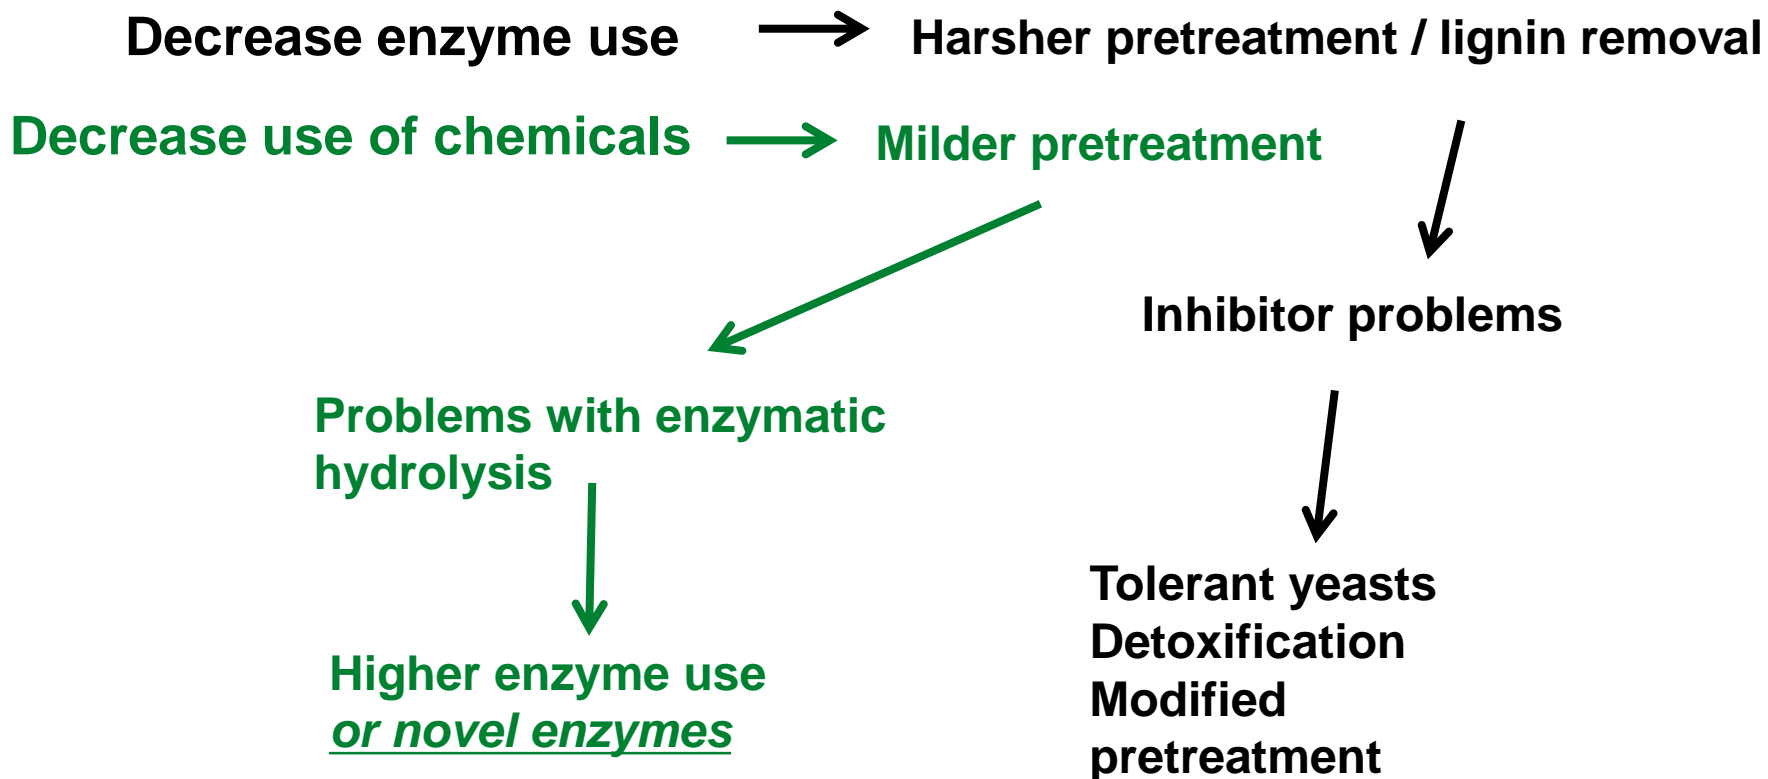 Decrease enzyme use
Harsher pretreatment / lignin removal
Decrease use of chemicals
Milder pretreatment
Inhibitor problems
Problems with enzymatic
hydrolysis
Tolerant yeasts
Detoxification
Modified
pretreatment
Higher enzyme use
or novel enzymes